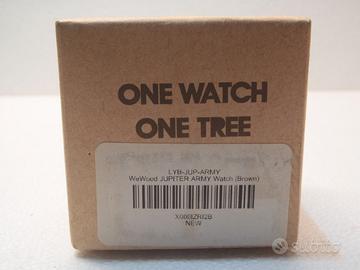 ONE WATCH
ONE TREE
LYB-JUP-ARMY
WeWood JUPITER ARMY Watch (Brown)
NEW
subito